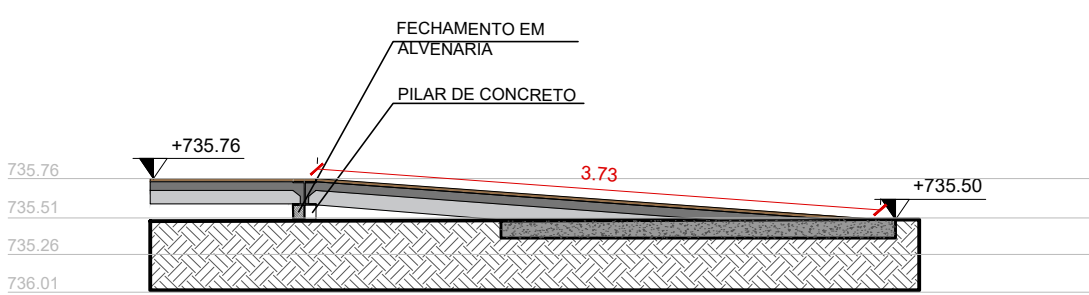 FECHAMENTO EM
ALVENARIA
PILAR DE CONCRETO
+735.76
735.76
3.73
+735.50
735.51
735.26
736.01